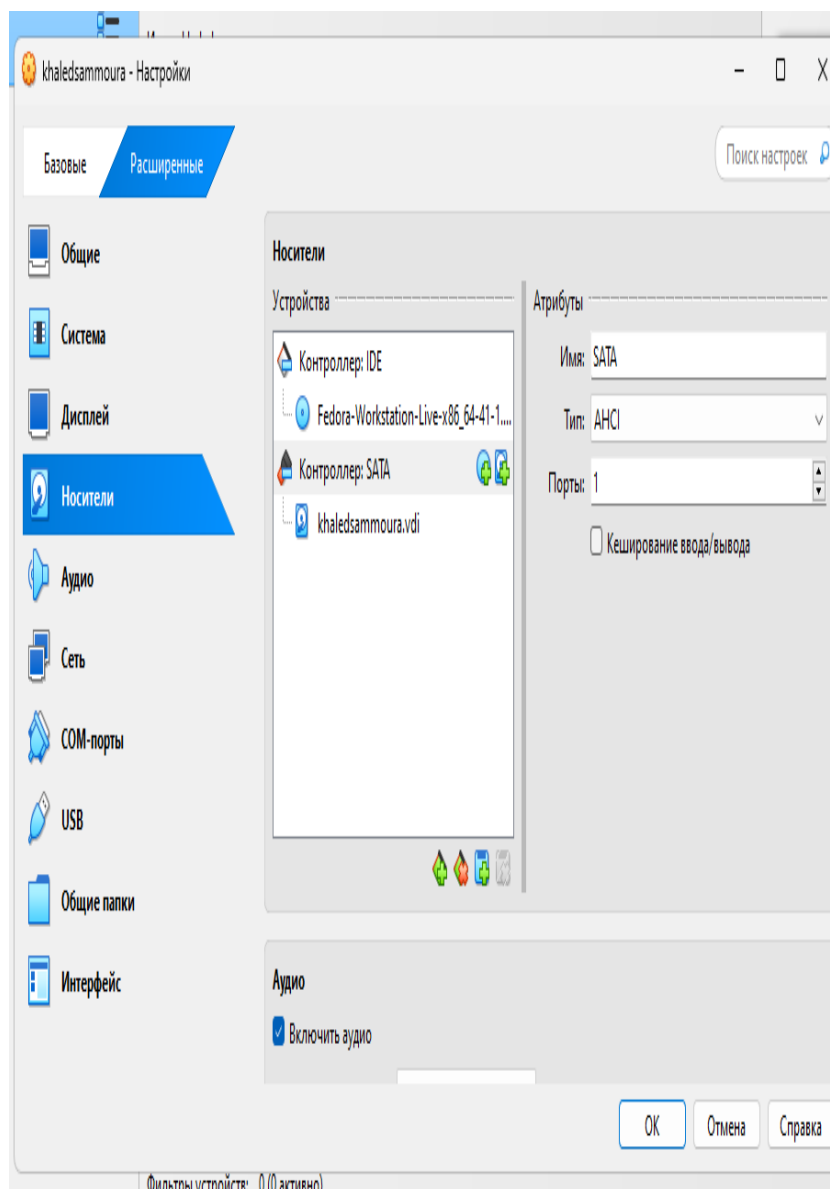 khaledsammoura - Настройки
Базовые
Расширенные
Поиск настроек
Общие
Система
Дисплей
Носители
Аудио
Сеть
COM-порты
USB
Общие папки
Интерфейс
Носители
Устройства
Контроллер: IDE
Fedora-Workstation-Live-x86_64-41-1....
Контроллер: SATA
khaledsammoura.vdi
Атрибуты
Имя: SATA
Тип: AHCI
Порты: 1
Кеширование ввода/вывода
Аудио
Включить аудио
OK
Отмена
Справка
Фильтры устройств: 0 (0 активно)